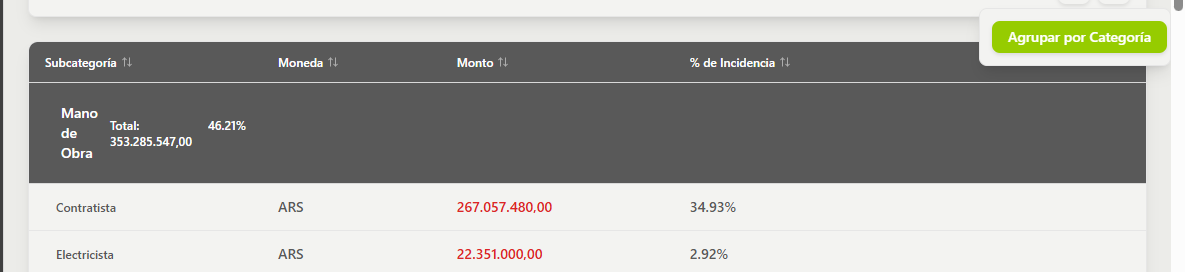 Agrupar por Categoría
Subcategoría Moneda Monto % de Incidencia
Mano
de
Obra
Total:
353.285.547,00
46.21%
Contratista ARS 267.057.480,00 34.93%
Electricista ARS 22.351.000,00 2.92%